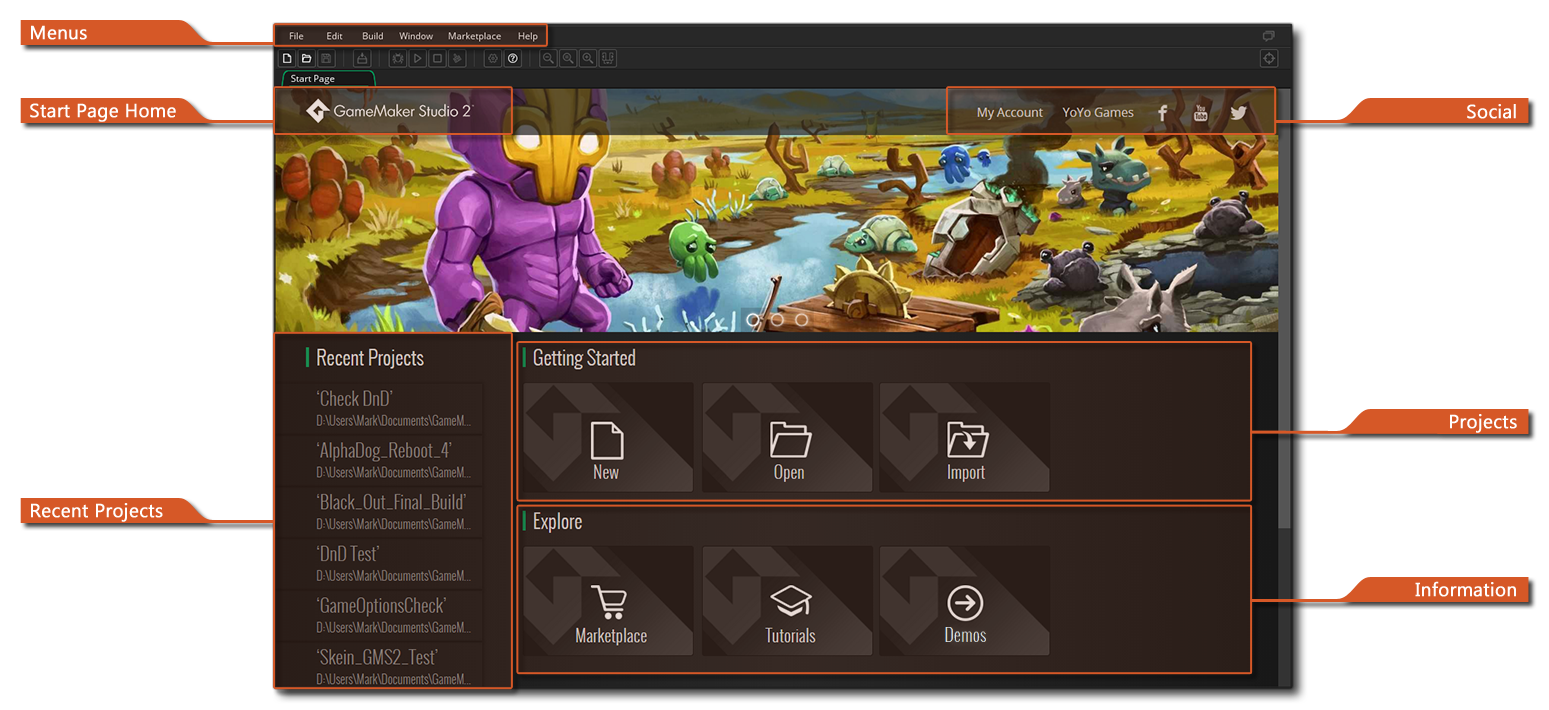 Menus
File Edit Build Window Marketplace Help
Start Page
Start Page Home
GameMaker Studio 2
My Account YoYo Games
You
Tube
Social
Recent Projects
'Check DnD'
D:\Users\Mark\Documents\GameM...
'AlphaDog_Reboot_4'
D:\Users\Mark\Documents\GameM...
'Black_Out_Final_Build'
D:\Users\Mark\Documents\GameM...
'DnD Test'
D:\Users\Mark\Documents\GameM...
'GameOptionsCheck'
D:\Users\Mark\Documents\GameM...
'Skein_GMS2_Test'
D:\Users\Mark\Documents\GameM...
Recent Projects
Getting Started
New Open Import
Projects
Explore
Marketplace Tutorials Demos
Information